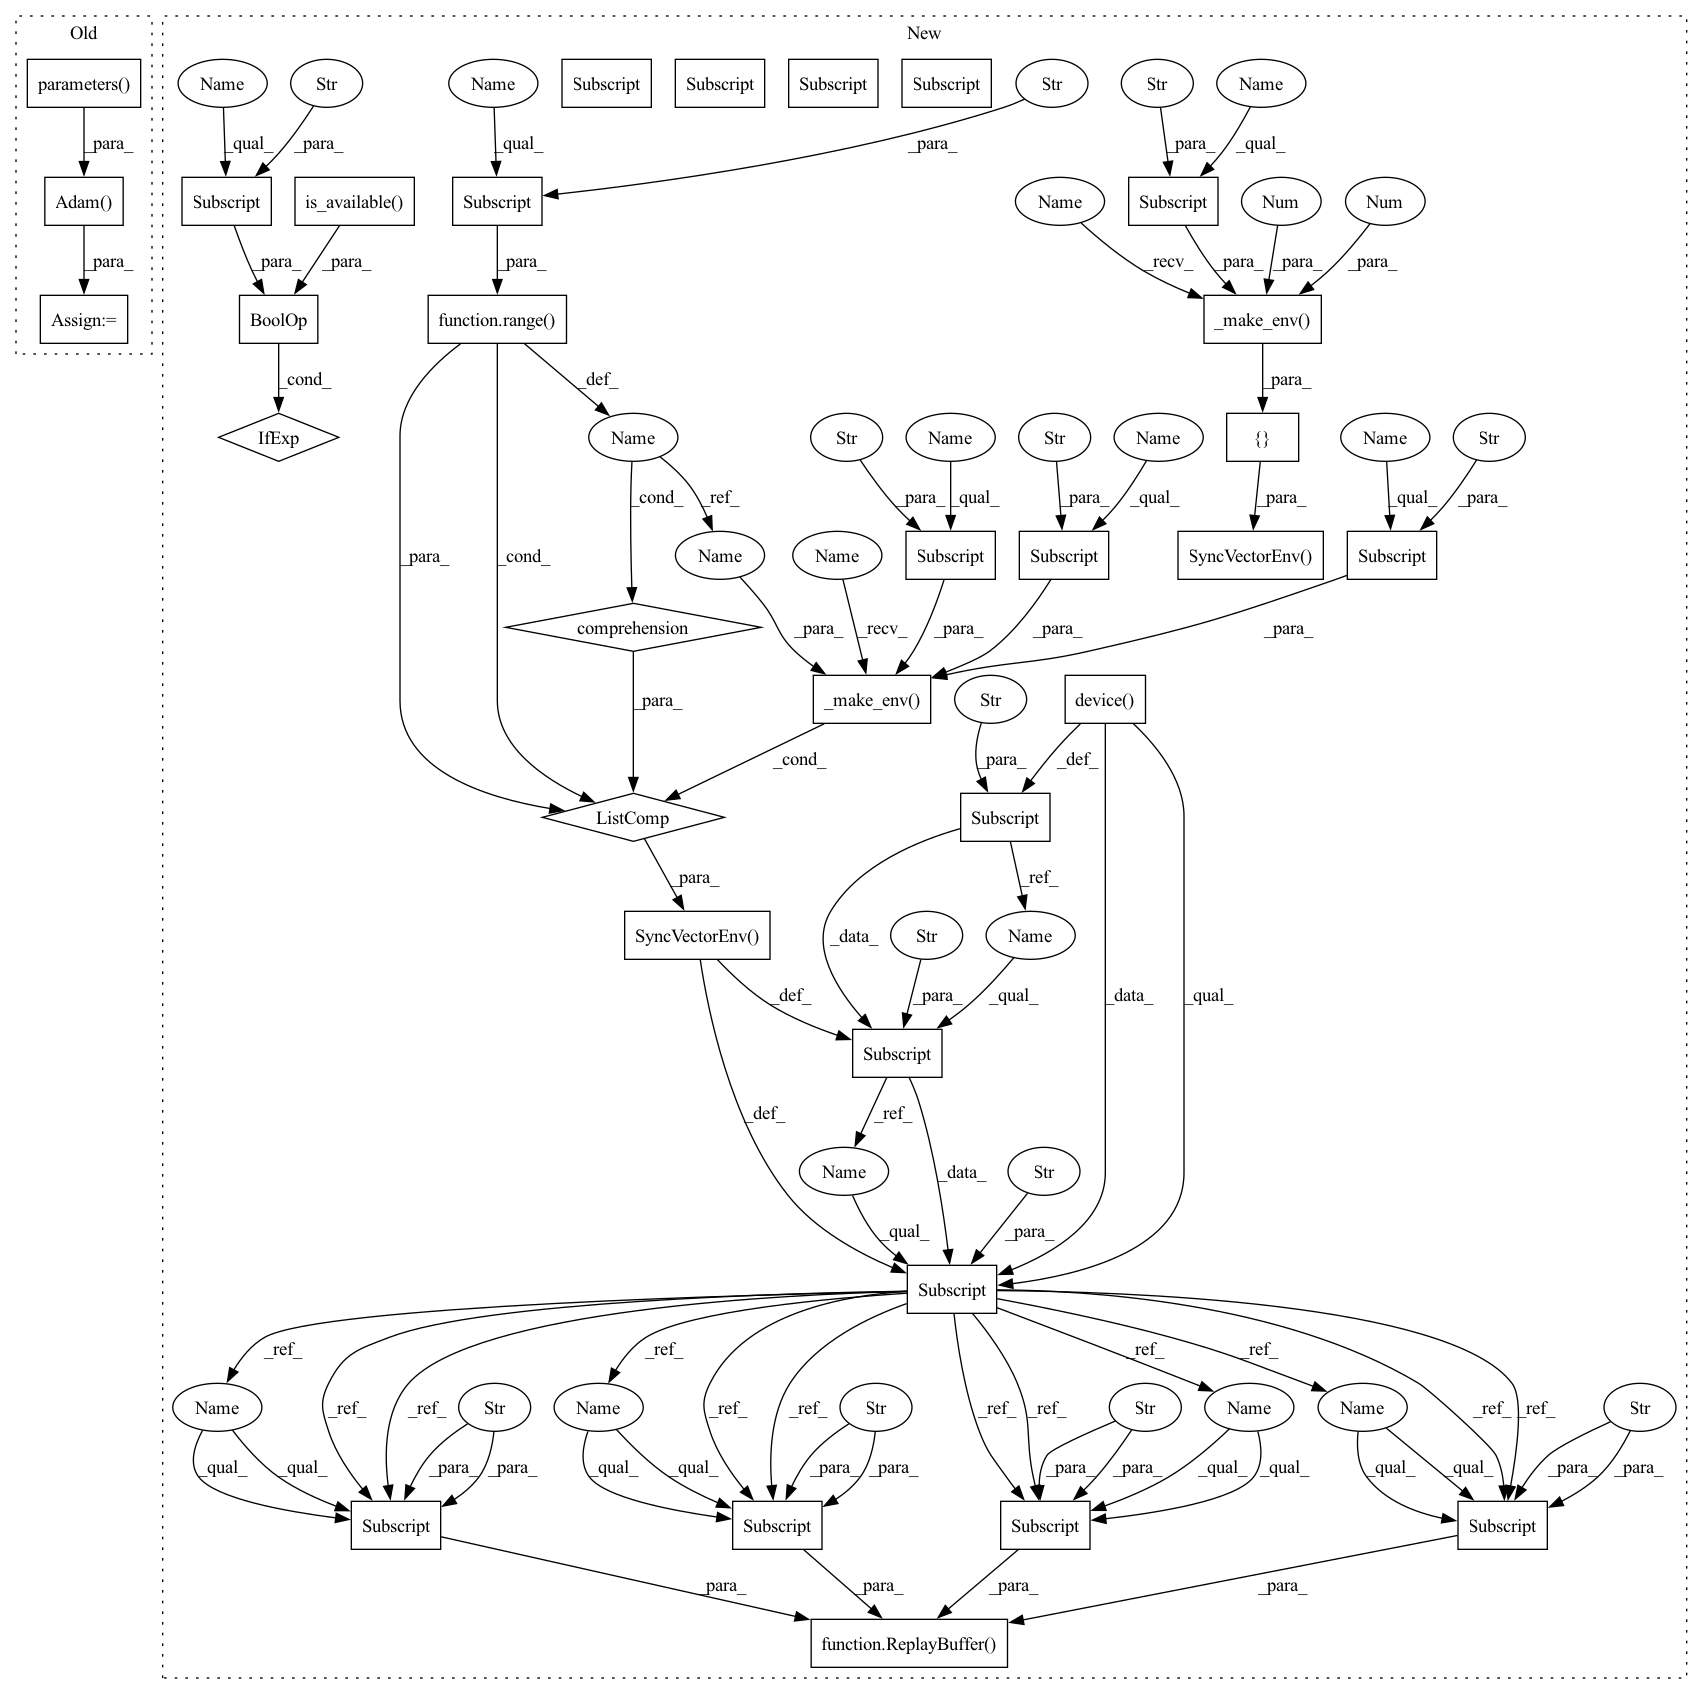 Old
New
parameters()
Name
Str
Name
Subscript
Subscript
Subscript
Subscript
Str
Str
Name
_para_
_qual_
_para_
_qual_
_para_
_para_
_qual_
Adam()
Subscript
is_available()
Subscript
Name
Subscript
Num
Num
_para_
_para_
_para_
_para_
_recv_
_para_
_para_
_para_
Assign:=
BoolOp
function.range()
_make_env()
_cond_
_def_
_para_
IfExp
Name
Str
Name
Str
Name
{}
Name
Str
_para_
_cond_
_cond_
_ref_
_para_
_qual_
_para_
_qual_
_para_
_qual_
_para_
Name
Name
Subscript
Subscript
SyncVectorEnv()
Subscript
comprehension
_para_
_recv_
_para_
_para_
_para_
_para_
_make_env()
Str
device()
_cond_
_para_
_def_
ListComp
Subscript
_para_
_ref_
SyncVectorEnv()
_data_
Str
Name
_def_
_para_
_qual_
_data_
_qual_
Subscript
_def_
_ref_
_data_
Name
Str
_qual_
_para_
Subscript
_ref_
_ref_
_ref_
_ref_
Name
_ref_
_ref_
Str
Name
_ref_
_ref_
Str
_ref_
_ref_
Str
Name
Name
_ref_
_ref_
Str
_qual_
_qual_
_para_
_para_
_qual_
_qual_
_para_
_para_
_para_
_para_
_qual_
_qual_
_qual_
_qual_
_para_
_para_
Subscript
Subscript
Subscript
Subscript
_para_
_para_
_para_
_para_
function.ReplayBuffer()